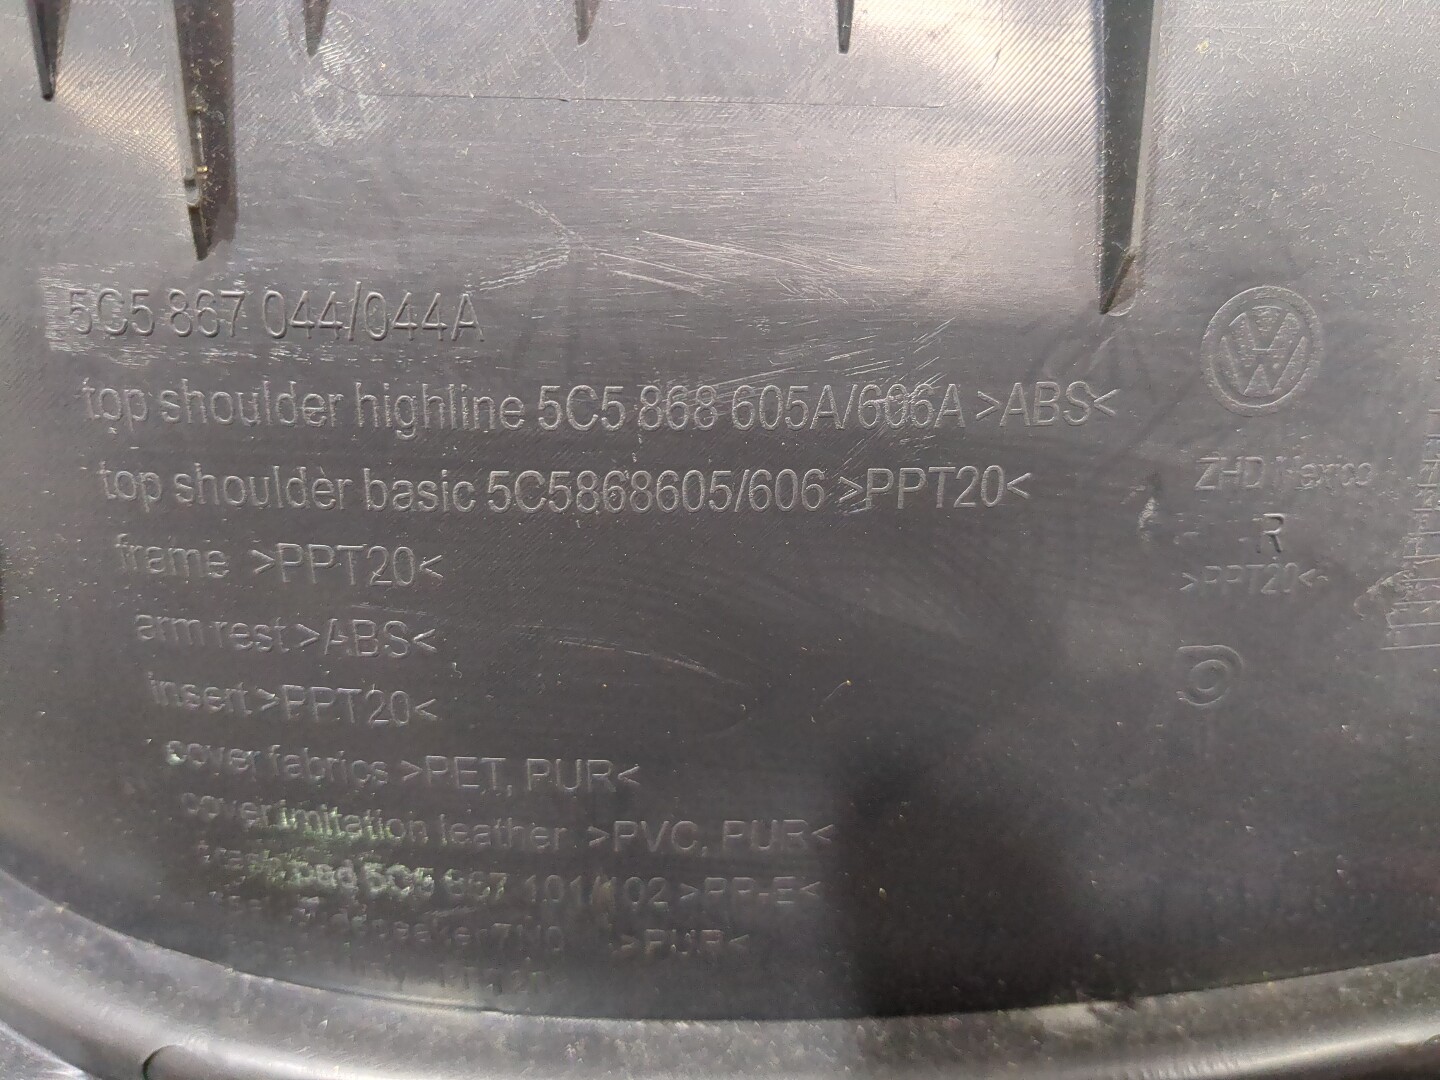 5C5 867 044/044A
top shoulder highline 5C5 868 605A/606A >ABS<
top shoulder basic 5C5868605/606 >PPT20<
frame >PPT20<
arm rest >ABS<
insert >PPT20<
cover fabrics >PET, PUR<
cover imitation leather >PVC, PUR<
5C5 867 101/102 >PP-E<
7N0 >PUR<
ZHD Mexico
R
>PPT20<